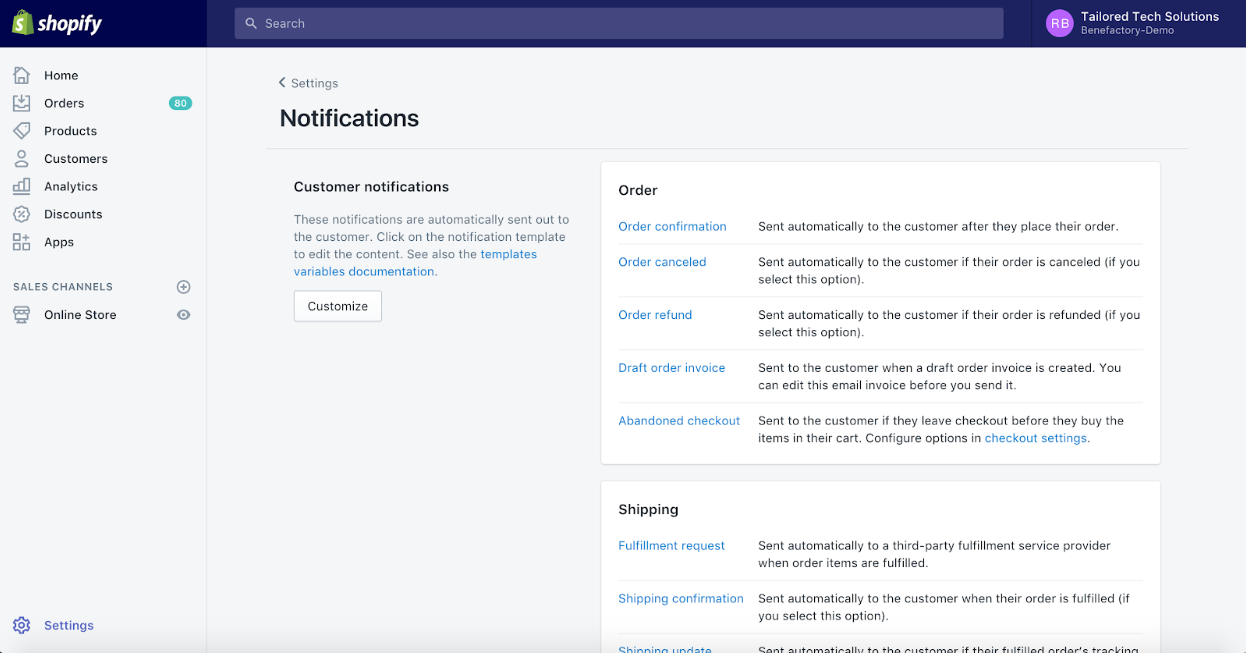 shopify
Search
RB
Tailored Tech Solutions
Benefactory-Demo
Home
Orders
80
Products
Customers
Analytics
Discounts
Apps
SALES CHANNELS
Online Store
Settings
Settings
Notifications
Customer notifications
These notifications are automatically sent out to
the customer. Click on the notification template
to edit the content. See also the templates
variables documentation.
Customize
Order
Order confirmation
Sent automatically to the customer after they place their order.
Order canceled
Sent automatically to the customer if their order is canceled (if you
select this option).
Order refund
Sent automatically to the customer if their order is refunded (if you
select this option).
Draft order invoice
Sent to the customer when a draft order invoice is created. You
can edit this email invoice before you send it.
Abandoned checkout
Sent to the customer if they leave checkout before they buy the
items in their cart. Configure options in checkout settings.
Shipping
Fulfillment request
Sent automatically to a third-party fulfillment service provider
when order items are fulfilled.
Shipping confirmation
Sent automatically to the customer when their order is fulfilled (if
you select this option).
Shipping update
Sent automatically to the customer if their fulfilled order's tracking